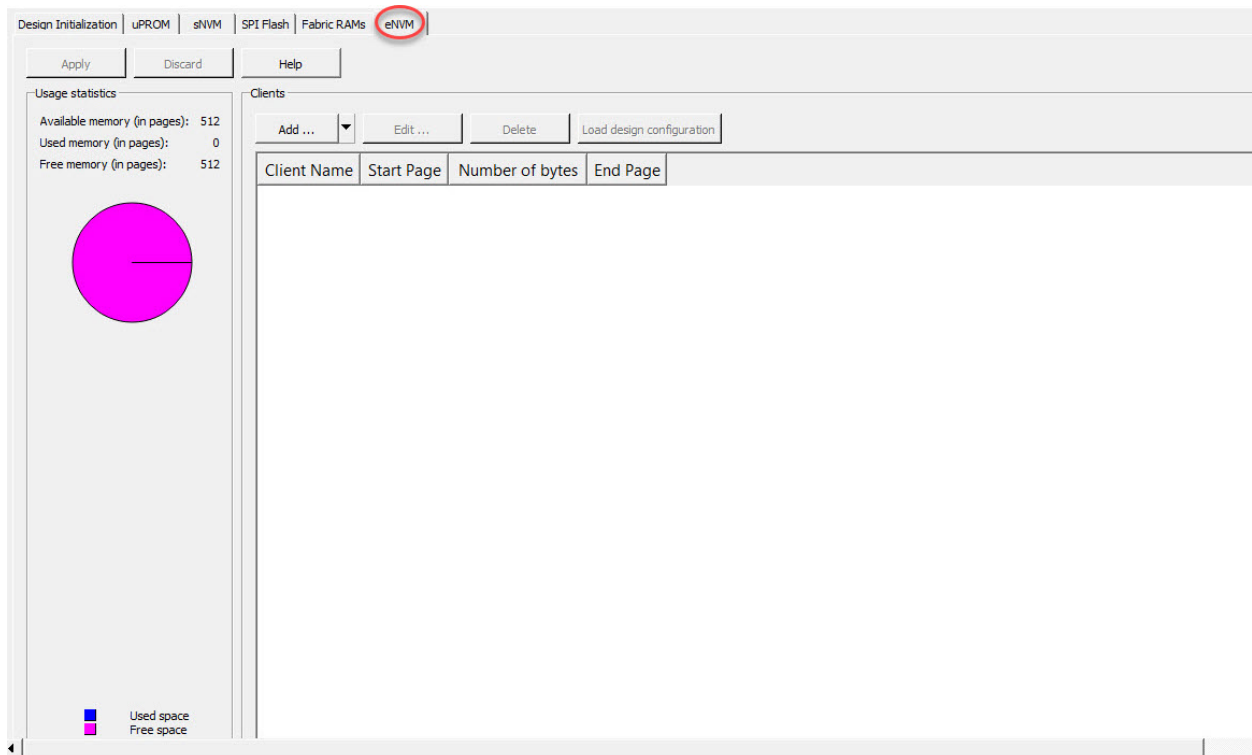 Design Initialization uPROM sNVM SPI Flash Fabric RAMs eNVM
Apply Discard Help
Usage statistics
Available memory (in pages): 512
Used memory (in pages): 0
Free memory (in pages): 512
Used space
Free space
Clients
Add ... Edit ... Delete Load design configuration
Client Name Start Page Number of bytes End Page